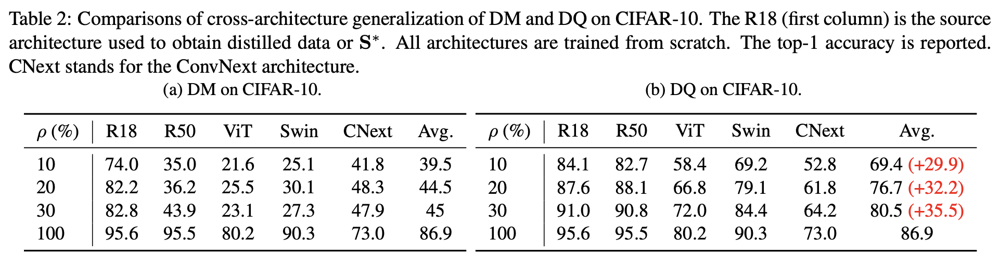 Table 2: Comparisons of cross-architecture generalization of DM and DQ on CIFAR-10. The R18 (first column) is the source
architecture used to obtain distilled data or S*. All architectures are trained from scratch. The top-1 accuracy is reported.
CNext stands for the ConvNext architecture.
(a) DM on CIFAR-10.
ρ (%) R18 R50 ViT Swin CNext Avg.
10 74.0 35.0 21.6 25.1 41.8 39.5
20 82.2 36.2 25.5 30.1 48.3 44.5
30 82.8 43.9 23.1 27.3 47.9 45
100 95.6 95.5 80.2 90.3 73.0 86.9
(b) DQ on CIFAR-10.
ρ (%) R18 R50 ViT Swin CNext Avg.
10 84.1 82.7 58.4 69.2 52.8 69.4 (+29.9)
20 87.6 88.1 66.8 79.1 61.8 76.7 (+32.2)
30 91.0 90.8 72.0 84.4 64.2 80.5 (+35.5)
100 95.6 95.5 80.2 90.3 73.0 86.9